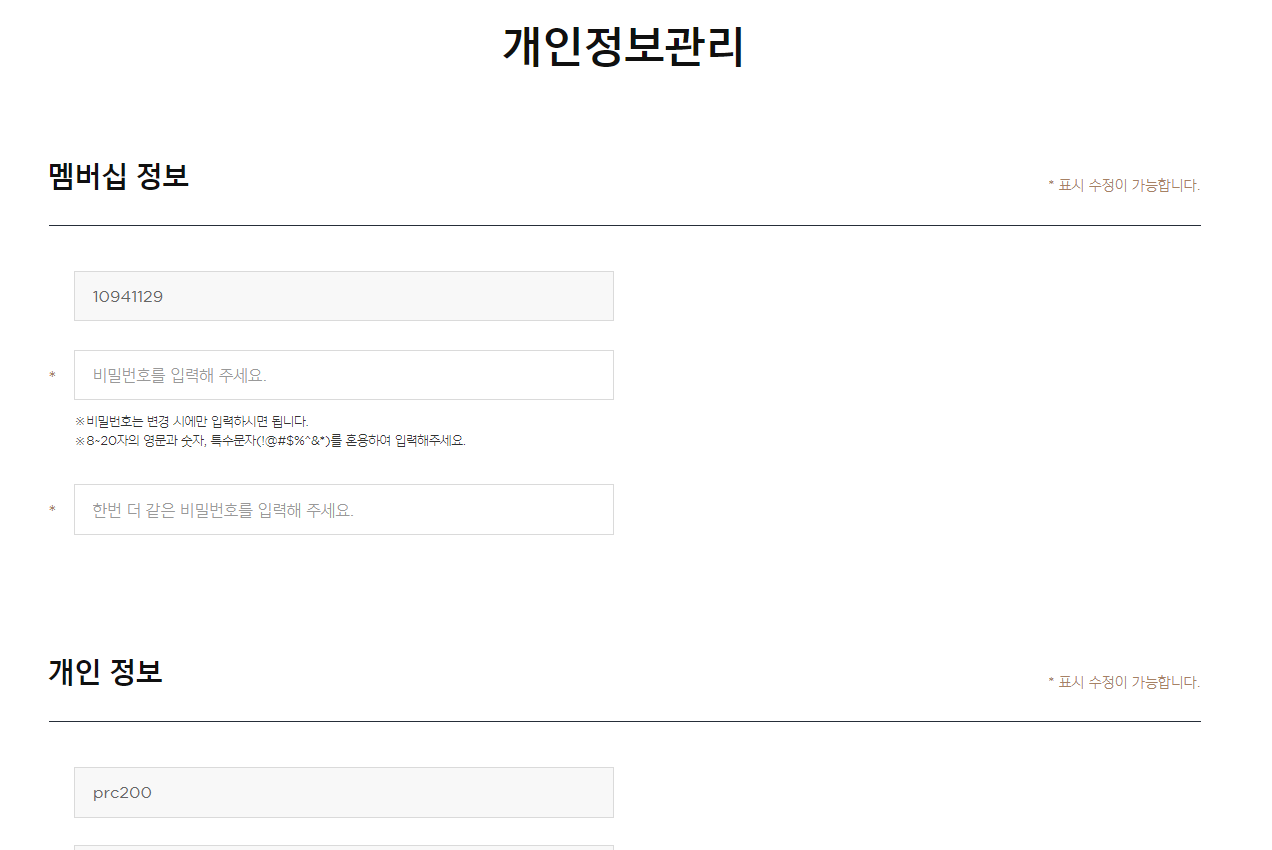 개인정보관리
멤버십 정보
* 표시 수정이 가능합니다.
10941129
* 비밀번호를 입력해 주세요.
※비밀번호는 변경 시에만 입력하시면 됩니다.
※8~20자의 영문과 숫자, 특수문자(!@#$%^&*)를 혼용하여 입력해주세요.
* 한번 더 같은 비밀번호를 입력해 주세요.
개인 정보
* 표시 수정이 가능합니다.
prc200